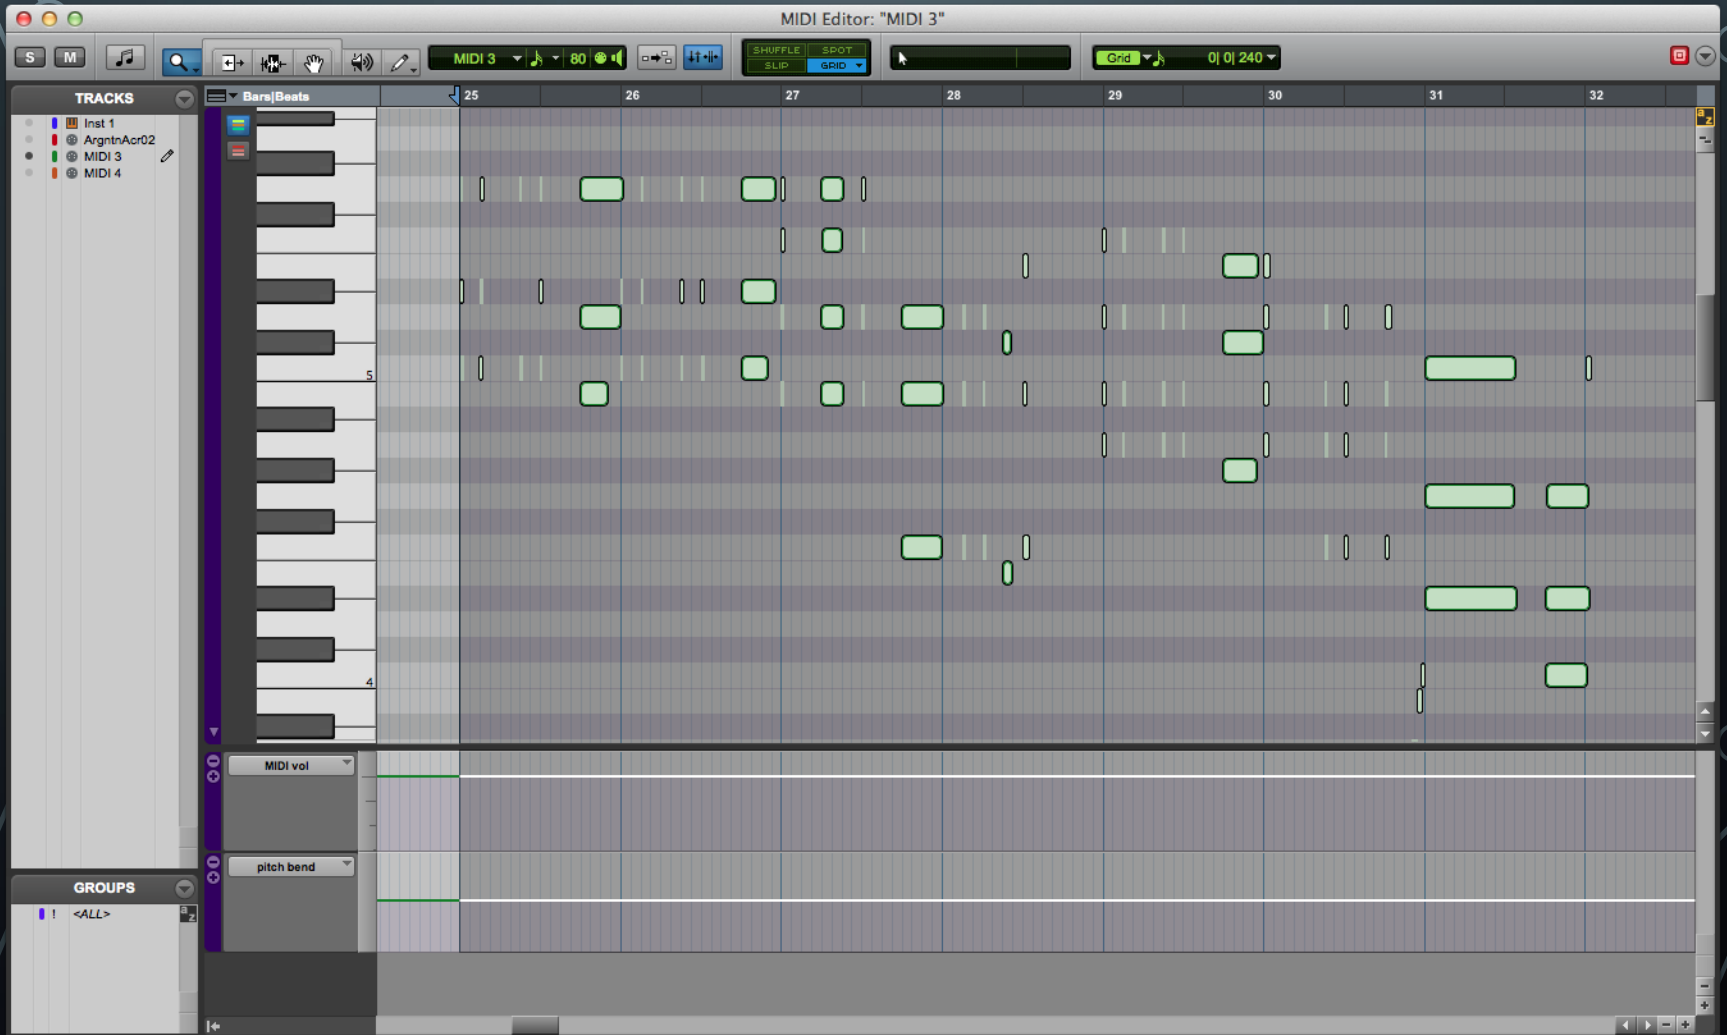 MIDI Editor: "MIDI 3"
S M MIDI 3 80 SHUFFLE SPOT SLIP GRID Grid 0| 0| 240
TRACKS
Bars|Beats 25 26 27 28 29 30 31 32
Inst 1
ArgntnAcr02
MIDI 3
MIDI 4
a z
5
4
MIDI vol
pitch bend
GROUPS
! <ALL> a z